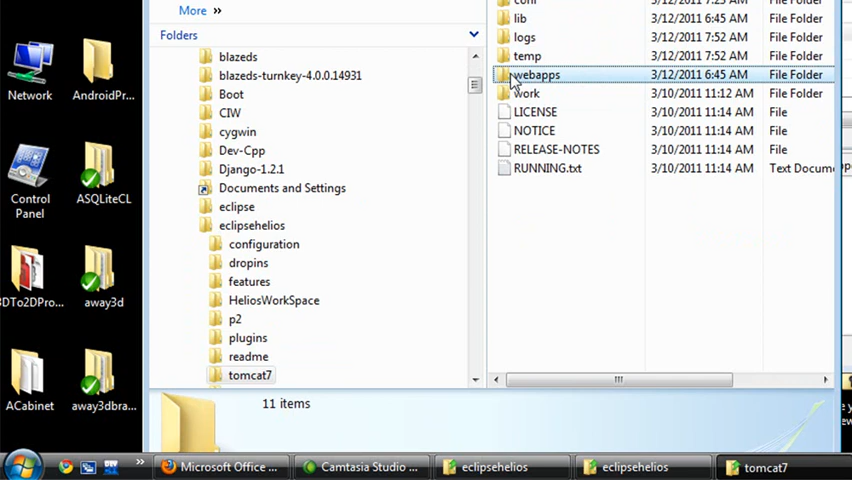 More »
Folders
blazeds
blazeds-turnkey-4.0.0.14931
Boot
CIW
cygwin
Dev-Cpp
Django-1.2.1
Documents and Settings
eclipse
eclipsehelios
configuration
dropins
features
HeliosWorkSpace
p2
plugins
readme
tomcat7
conf 3/12/2011 7:25 AM File Folder
lib 3/12/2011 6:45 AM File Folder
logs 3/12/2011 7:52 AM File Folder
temp 3/12/2011 7:52 AM File Folder
webapps 3/12/2011 6:45 AM File Folder
work 3/10/2011 11:12 AM File Folder
LICENSE 3/10/2011 11:14 AM File
NOTICE 3/10/2011 11:14 AM File
RELEASE-NOTES 3/10/2011 11:14 AM File
RUNNING.txt 3/10/2011 11:14 AM Text Docume
11 items
Network
AndroidPr...
Control Panel
ASQLiteCL
3DTo2DPro...
away3d
ACabinet
away3dbra...
» Microsoft Office ... Camtasia Studio ... eclipsehelios eclipsehelios tomcat7